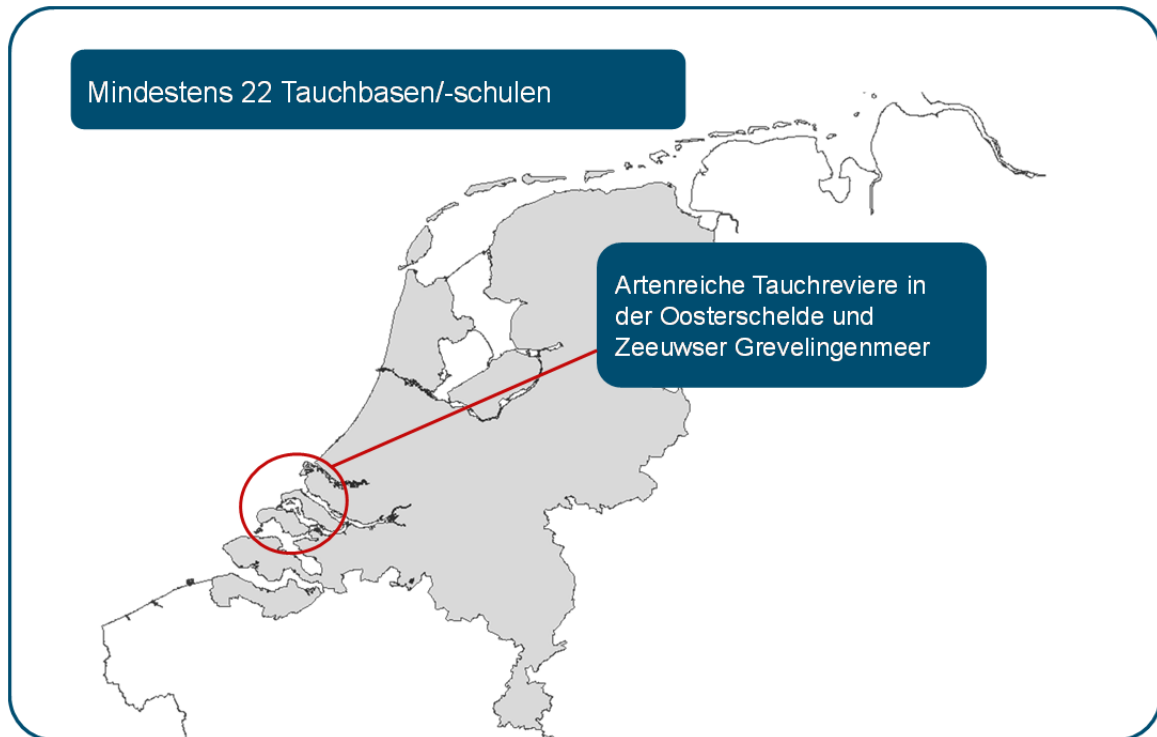 Mindestens 22 Tauchbasen/-schulen
Artenreiche Tauchreviere in
der Oosterschelde und
Zeeuwser Grevelingenmeer